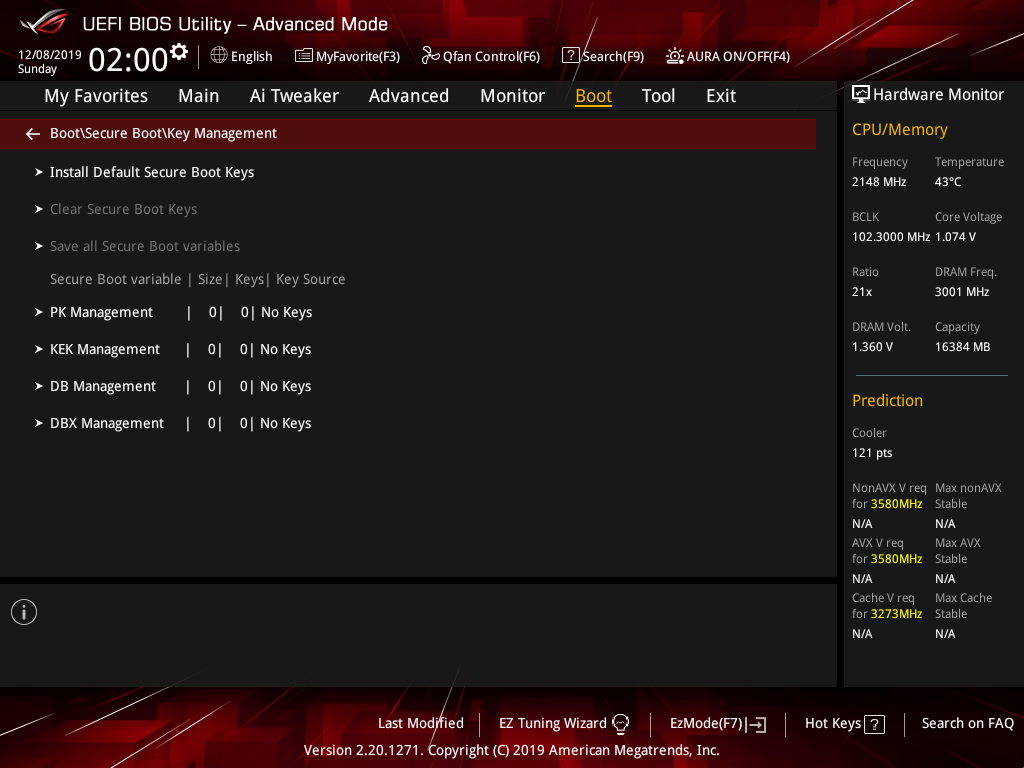 UEFI BIOS Utility – Advanced Mode
12/08/2019
Sunday
02:00
English
MyFavorite(F3)
Qfan Control(F6)
? Search(F9)
AURA ON/OFF(F4)
My Favorites Main Ai Tweaker Advanced Monitor Boot Tool Exit
Boot\Secure Boot\Key Management
Install Default Secure Boot Keys
Clear Secure Boot Keys
Save all Secure Boot variables
Secure Boot variable | Size| Keys| Key Source
PK Management | 0| 0| No Keys
KEK Management | 0| 0| No Keys
DB Management | 0| 0| No Keys
DBX Management | 0| 0| No Keys
Hardware Monitor
CPU/Memory
Frequency Temperature
2148 MHz 43°C
BCLK Core Voltage
102.3000 MHz 1.074 V
Ratio DRAM Freq.
21x 3001 MHz
DRAM Volt. Capacity
1.360 V 16384 MB
Prediction
Cooler
121 pts
NonAVX V req Max nonAVX
for 3580MHz Stable
N/A N/A
AVX V req Max AVX
for 3580MHz Stable
N/A N/A
Cache V req Max Cache
for 3273MHz Stable
N/A N/A
Last Modified EZ Tuning Wizard EzMode(F7) Hot Keys ? Search on FAQ
Version 2.20.1271. Copyright (C) 2019 American Megatrends, Inc.